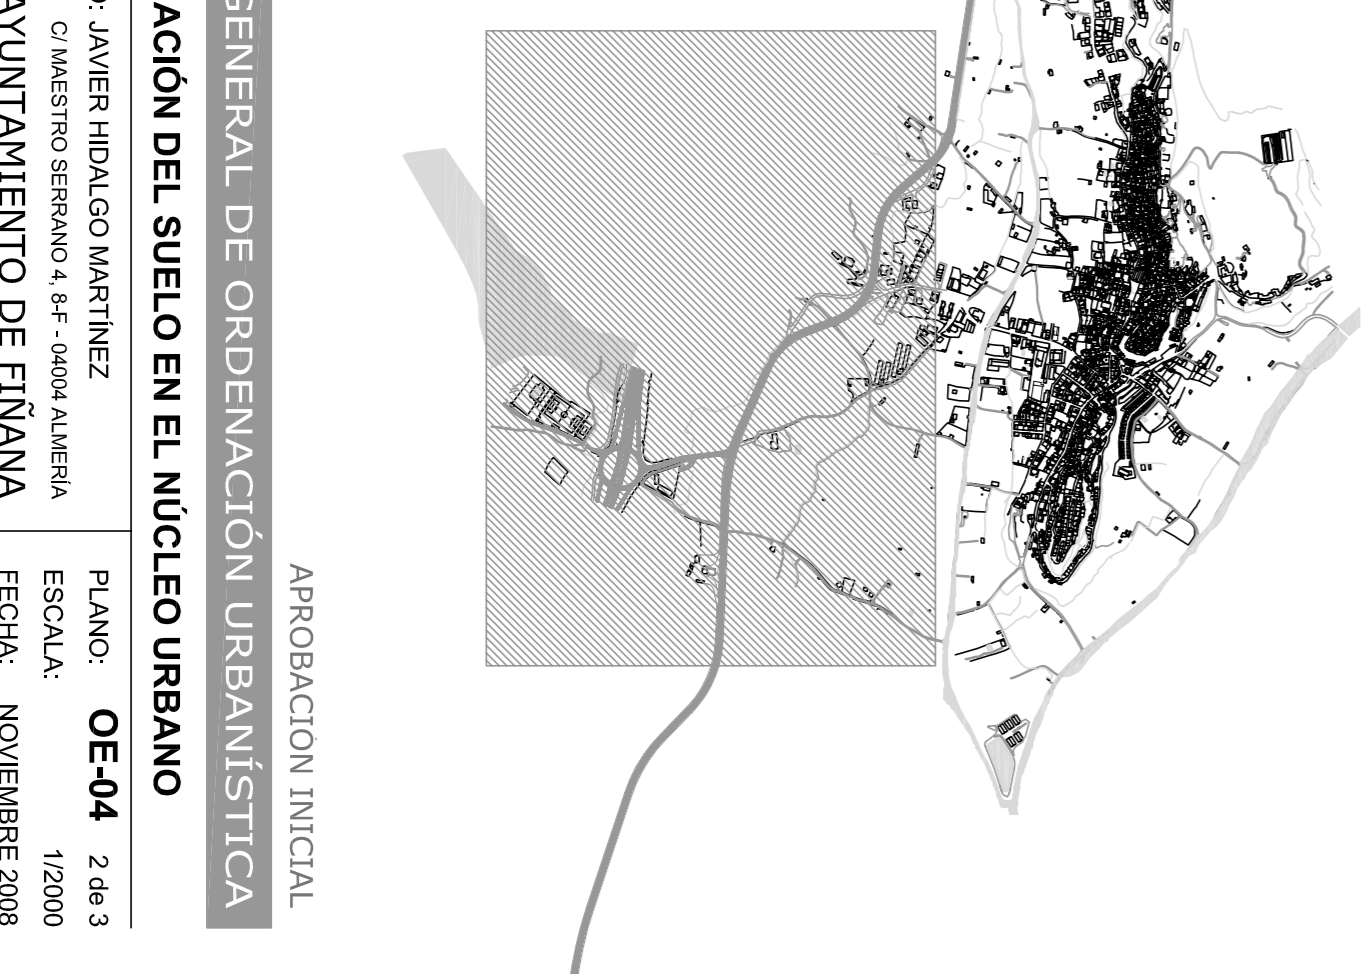 APROBACIÓN INICIAL
GENERAL DE ORDENACIÓN URBANÍSTICA
ACIÓN DEL SUELO EN EL NÚCLEO URBANO
: JAVIER HIDALGO MARTÍNEZ
C/ MAESTRO SERRANO 4, 8-F - 04004 ALMERÍA
AYUNTAMIENTO DE FIÑANA
PLANO: OE-04 2 de 3
ESCALA: 1/2000
FECHA: NOVIEMBRE 2008